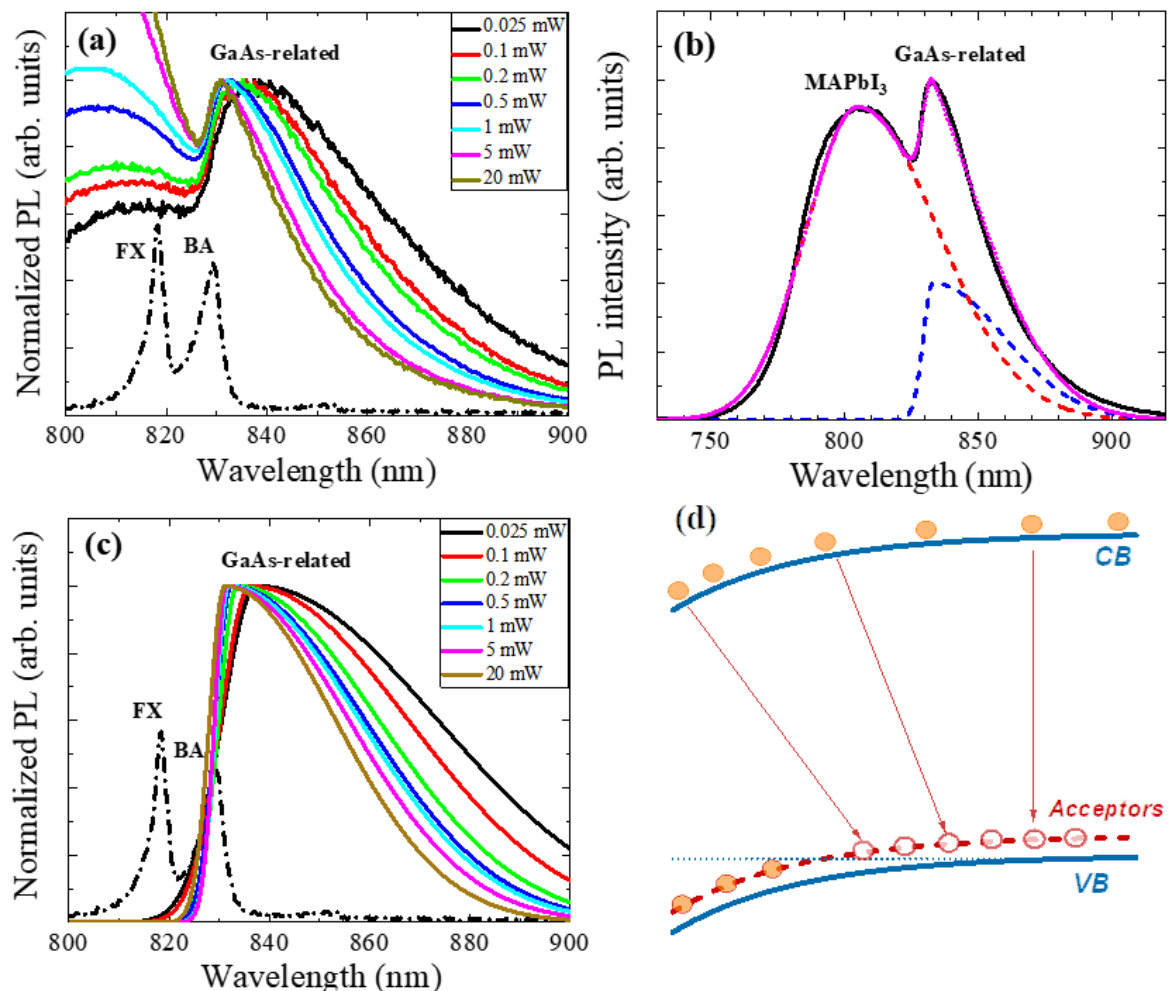 (a)
GaAs-related
0.025 mW
0.1 mW
0.2 mW
0.5 mW
1 mW
5 mW
20 mW
FX
BA
Normalized PL (arb. units)
800 820 840 860 880 900
Wavelength (nm)
(b)
GaAs-related
MAPbI3
PL intensity (arb. units)
750 800 850 900
Wavelength (nm)
(c)
GaAs-related
0.025 mW
0.1 mW
0.2 mW
0.5 mW
1 mW
5 mW
20 mW
FX
BA
Normalized PL (arb. units)
800 820 840 860 880 900
Wavelength (nm)
(d)
CB
Acceptors
VB